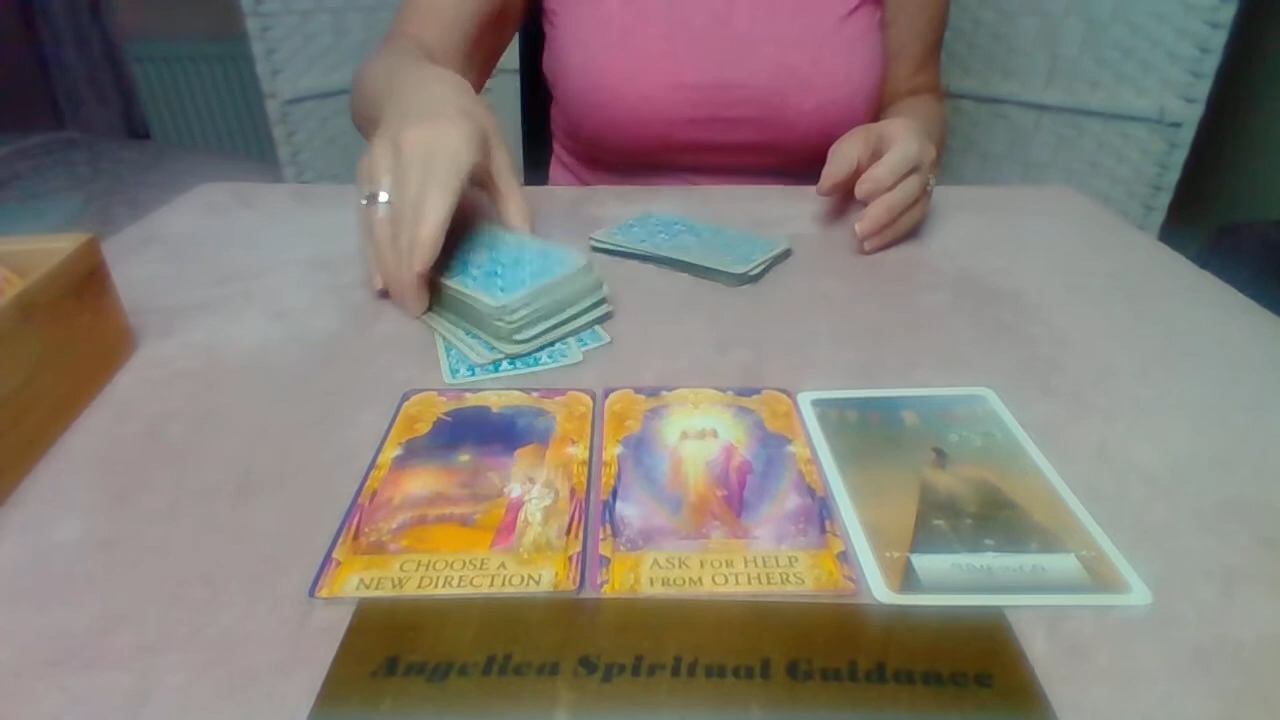 CHOOSE A
NEW DIRECTION
ASK FOR HELP
FROM OTHERS
Angelica Spiritual Guidance